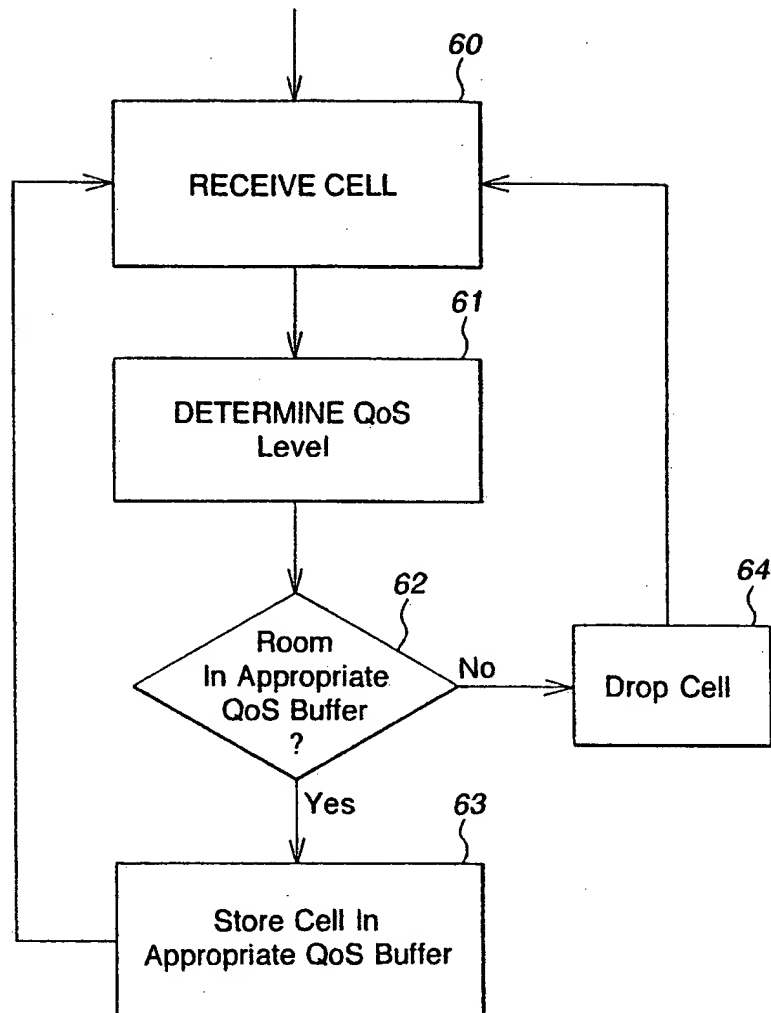 60
RECEIVE CELL
61
DETERMINE QoS
Level
62
Room
In Appropriate
QoS Buffer
?
No
64
Drop Cell
Yes
63
Store Cell In
Appropriate QoS Buffer